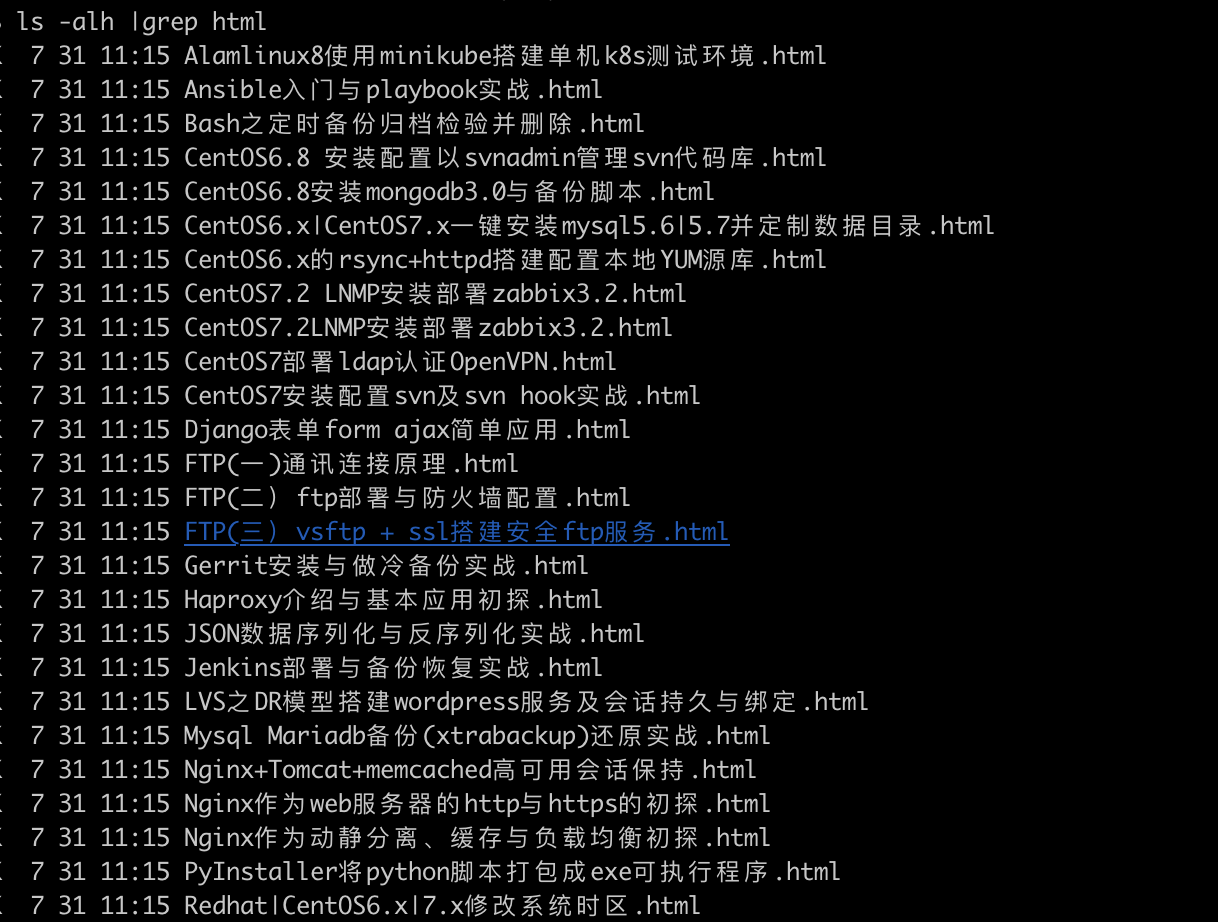 ls -alh |grep html
7 31 11:15 Alamlinux8使用minikube搭建单机k8s测试环境.html
7 31 11:15 Ansible入门与playbook实战.html
7 31 11:15 Bash之定时备份归档检验并删除.html
7 31 11:15 CentOS6.8 安装配置以svnadmin管理svn代码库.html
7 31 11:15 CentOS6.8安装mongodb3.0与备份脚本.html
7 31 11:15 CentOS6.x|CentOS7.x一键安装mysql5.6|5.7并定制数据目录.html
7 31 11:15 CentOS6.x的rsync+httpd搭建配置本地YUM源库.html
7 31 11:15 CentOS7.2 LNMP安装部署zabbix3.2.html
7 31 11:15 CentOS7.2LNMP安装部署zabbix3.2.html
7 31 11:15 CentOS7部署ldap认证OpenVPN.html
7 31 11:15 CentOS7安装配置svn及svn hook实战.html
7 31 11:15 Django表单form ajax简单应用.html
7 31 11:15 FTP(一)通讯连接原理.html
7 31 11:15 FTP(二) ftp部署与防火墙配置.html
7 31 11:15 FTP(三) vsftp + ssl搭建安全ftp服务.html
7 31 11:15 Gerrit安装与做冷备份实战.html
7 31 11:15 Haproxy介绍与基本应用初探.html
7 31 11:15 JSON数据序列化与反序列化实战.html
7 31 11:15 Jenkins部署与备份恢复实战.html
7 31 11:15 LVS之DR模型搭建wordpress服务及会话持久与绑定.html
7 31 11:15 Mysql Mariadb备份(xtrabackup)还原实战.html
7 31 11:15 Nginx+Tomcat+memcached高可用会话保持.html
7 31 11:15 Nginx作为web服务器的http与https的初探.html
7 31 11:15 Nginx作为动静分离、缓存与负载均衡初探.html
7 31 11:15 PyInstaller将python脚本打包成exe可执行程序.html
7 31 11:15 Redhat|CentOS6.x|7.x修改系统时区.html